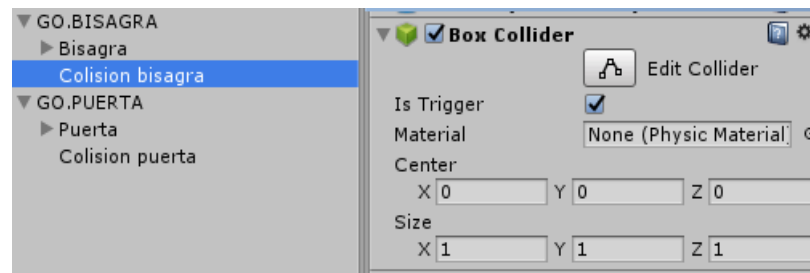 GO.BISAGRA
Bisagra
Colision bisagra
GO.PUERTA
Puerta
Colision puerta
Box Collider
Edit Collider
Is Trigger
Material None (Physic Material)
Center
X 0 Y 0 Z 0
Size
X 1 Y 1 Z 1